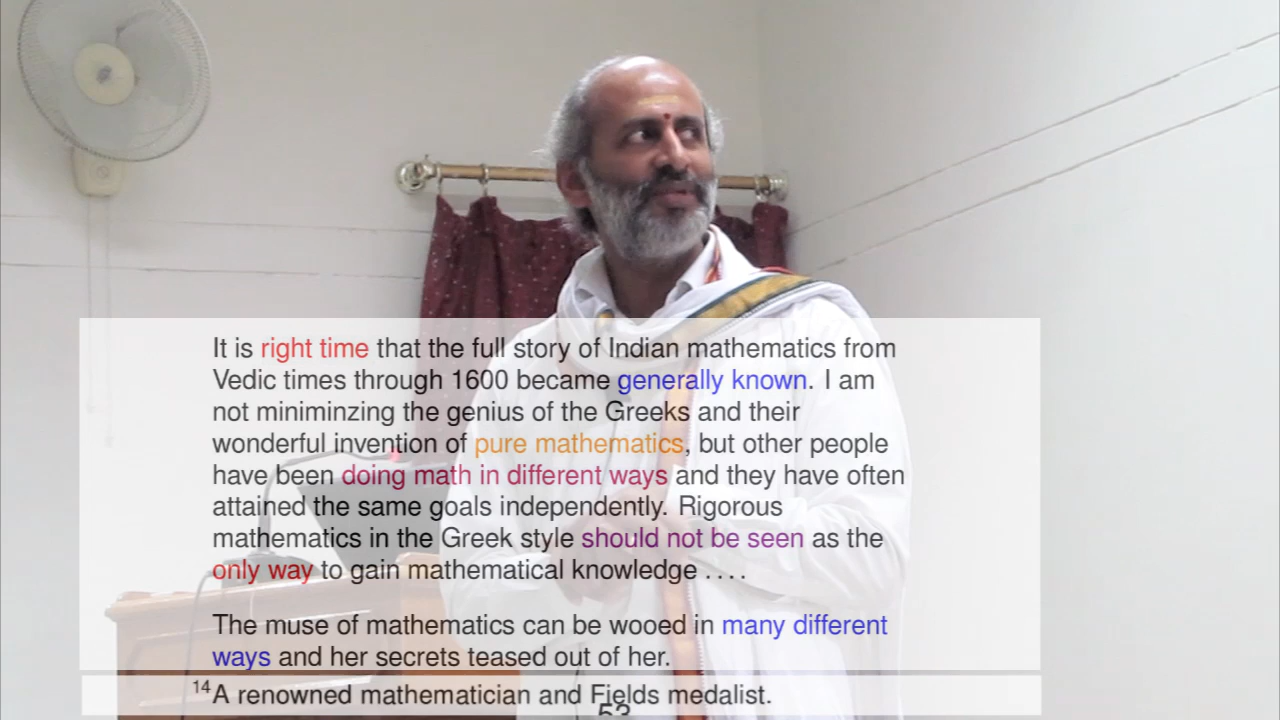 It is right time that the full story of Indian mathematics from
Vedic times through 1600 became generally known. I am
not miniminzing the genius of the Greeks and their
wonderful invention of pure mathematics, but other people
have been doing math in different ways and they have often
attained the same goals independently. Rigorous
mathematics in the Greek style should not be seen as the
only way to gain mathematical knowledge ....
The muse of mathematics can be wooed in many different
ways and her secrets teased out of her.
14A renowned mathematician and Fields medalist.
53